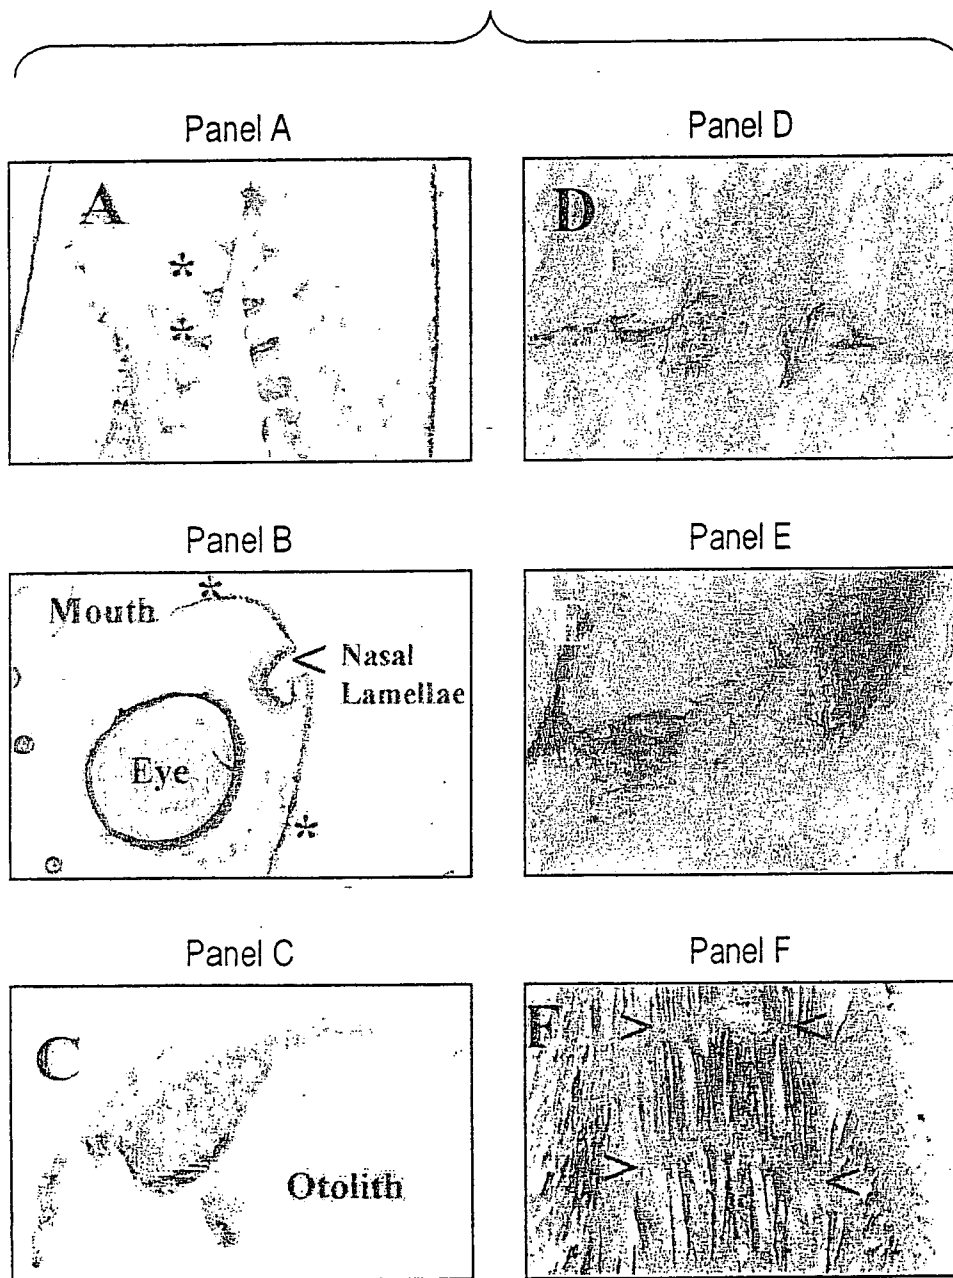 Panel A
A
*
*
Panel B
*
Mouth
< Nasal
Lamellae
Eye
*
Panel C
C
Otolith
Panel D
D
Panel E
Panel F
F
> <
> <